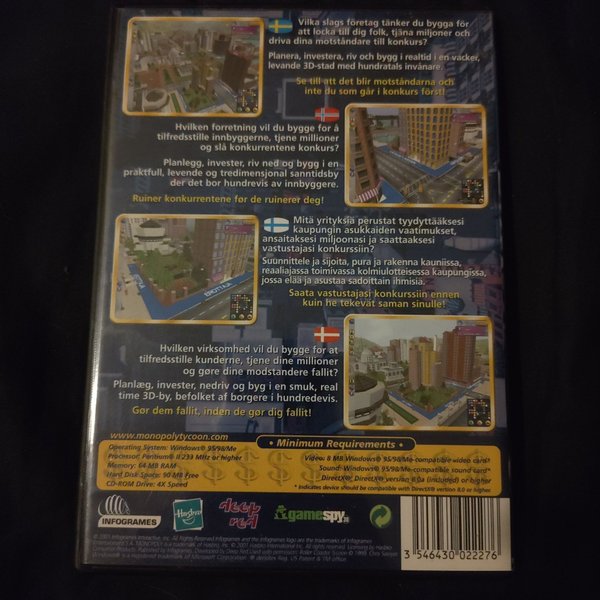 Vilka slags företag tänker du bygga för
att locka till dig folk, tjäna miljoner och
driva dina motståndare till konkurs?
Planera, investera, riv och bygg i realtid i en vacker,
levande 3D-stad med hundratals invånare.
Se till att det blir motståndarna och
inte du som går i konkurs först!
Hvilken forretning vil du bygge for å
tilfredsstille innbyggerne, tjene millioner
og slå konkurrentene konkurs?
Planlegg, invester, riv ned og bygg i en
praktfull, levende og tredimensjonal sanntidsby
der det bor hundrevis av innbyggere.
Ruiner konkurrentene før de ruinerer deg!
Mitä yrityksiä perustat tyydyttääksesi
kaupungin asukkaiden vaatimukset,
ansaitaksesi miljoonasi ja saattaaksesi
vastustajasi konkurssiin?
Suunnittele ja sijoita, pura ja rakenna kauniissa,
reaaliajassa toimivassa kolmiulotteisessa kaupungissa,
jossa elää ja asustaa sadoittain ihmisiä.
Saata vastustajasi konkurssiin ennen
kuin he tekevät saman sinulle!
Hvilken virksomhed vil du bygge for at
tilfredsstille kunderne, tjene dine millioner
og gøre dine modstandere fallit?
Planlæg, invester, nedriv og byg i en smuk, real
time 3D-by, befolket af borgere i hundredevis.
Gør dem fallit, inden de gør dig fallit!
www.monopolytycoon.com
• Minimum Requirements •
Operating System: Windows® 95/98/Me
Processor: Pentium® II 233 MHz or higher
Memory: 64 MB RAM
Hard Disk Space: 90 MB Free
CD-ROM Drive: 4X Speed
Video: 8 MB Windows® 95/98/Me-compatible video card*
Sound: Windows® 95/98/Me-compatible sound card*
DirectX®: DirectX® version 8.0a (included) or higher
* Indicates device should be compatible with DirectX® version 8.0 or higher.
INFOGRAMES
Hasbro
deep red
gamespy
3 546430 022276